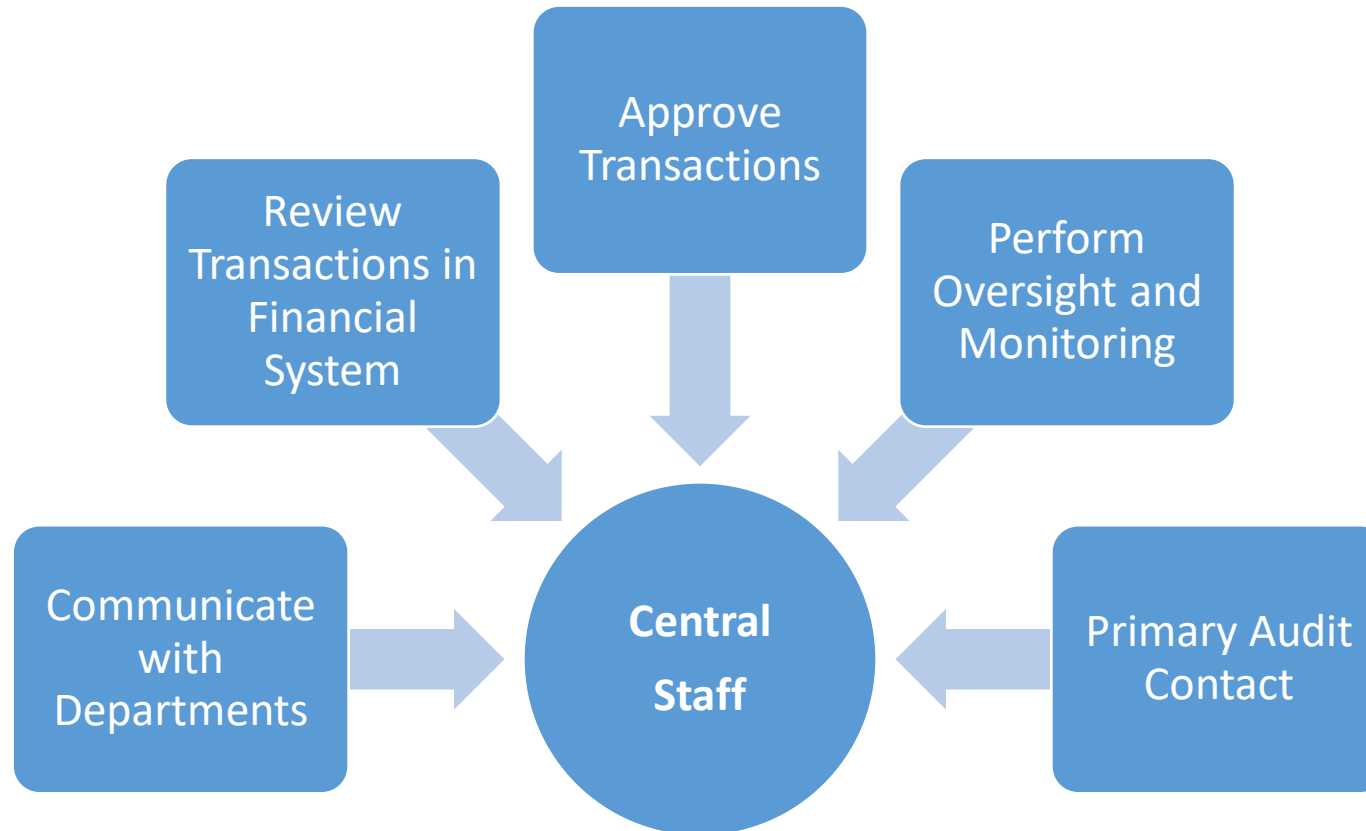 Approve
Transactions
Review
Transactions in
Financial
System
Perform
Oversight and
Monitoring
Communicate
with
Departments
Central
Staff
Primary Audit
Contact